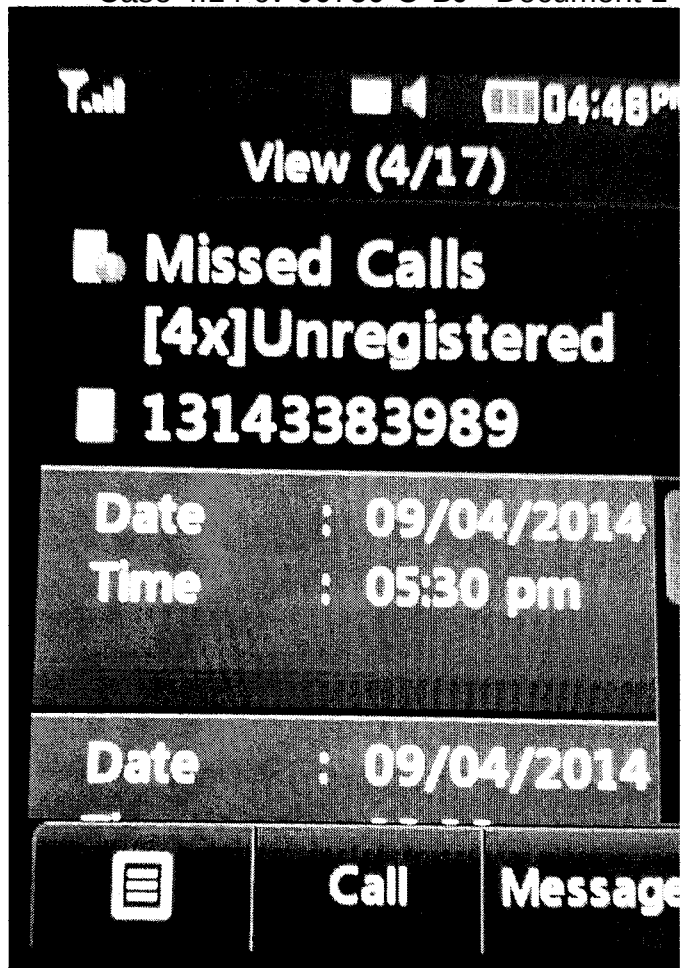 04:48PM
View (4/17)
Missed Calls
[4x]Unregistered
13143383989
Date : 09/04/2014
Time : 05:30 pm
Date : 09/04/2014
Call Message